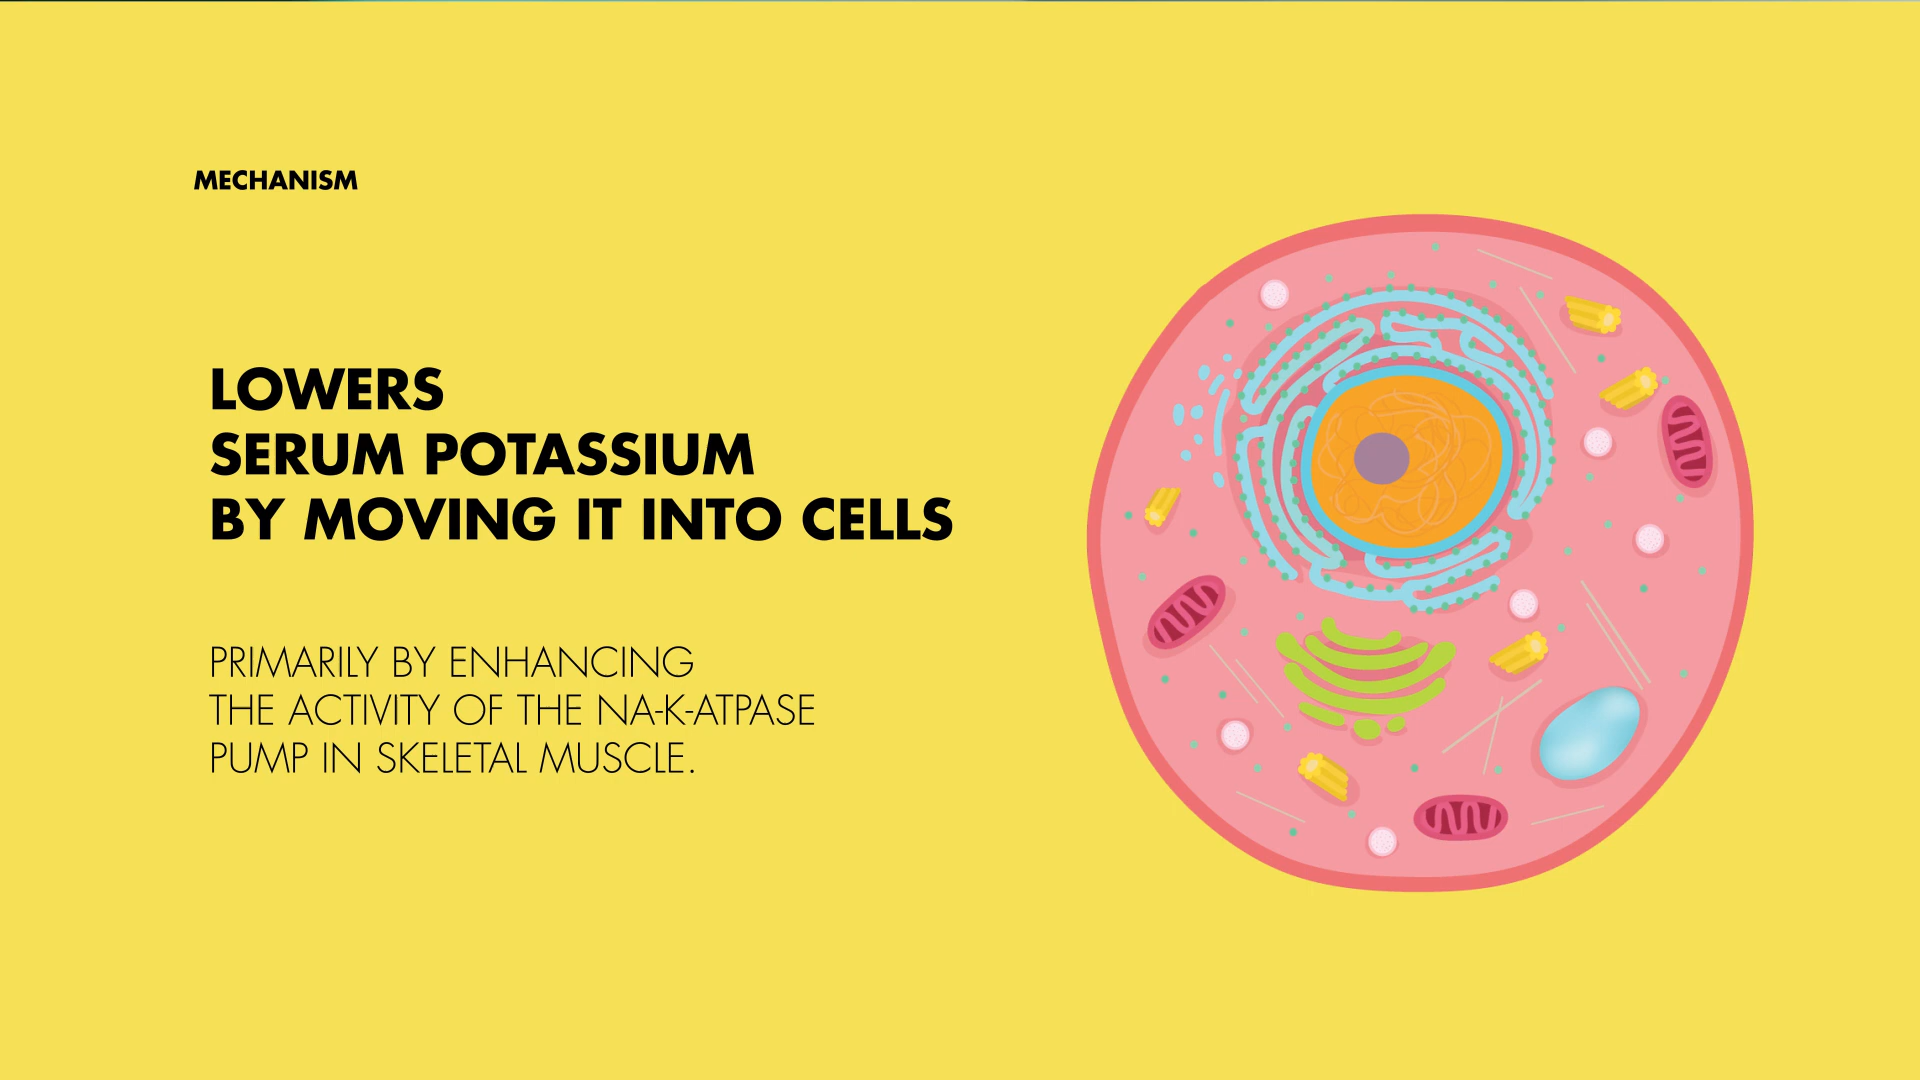 MECHANISM
LOWERS
SERUM POTASSIUM
BY MOVING IT INTO CELLS
PRIMARILY BY ENHANCING
THE ACTIVITY OF THE NA-K-ATPASE
PUMP IN SKELETAL MUSCLE.